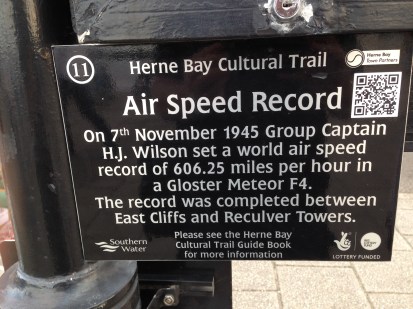 11
Herne Bay Cultural Trail
Herne Bay
Town Partners
Air Speed Record
On 7th November 1945 Group Captain
H.J. Wilson set a world air speed
record of 606.25 miles per hour in
a Gloster Meteor F4.
The record was completed between
East Cliffs and Reculver Towers.
Please see the Herne Bay
Cultural Trail Guide Book
for more information
Southern
Water
LOTTERY FUNDED